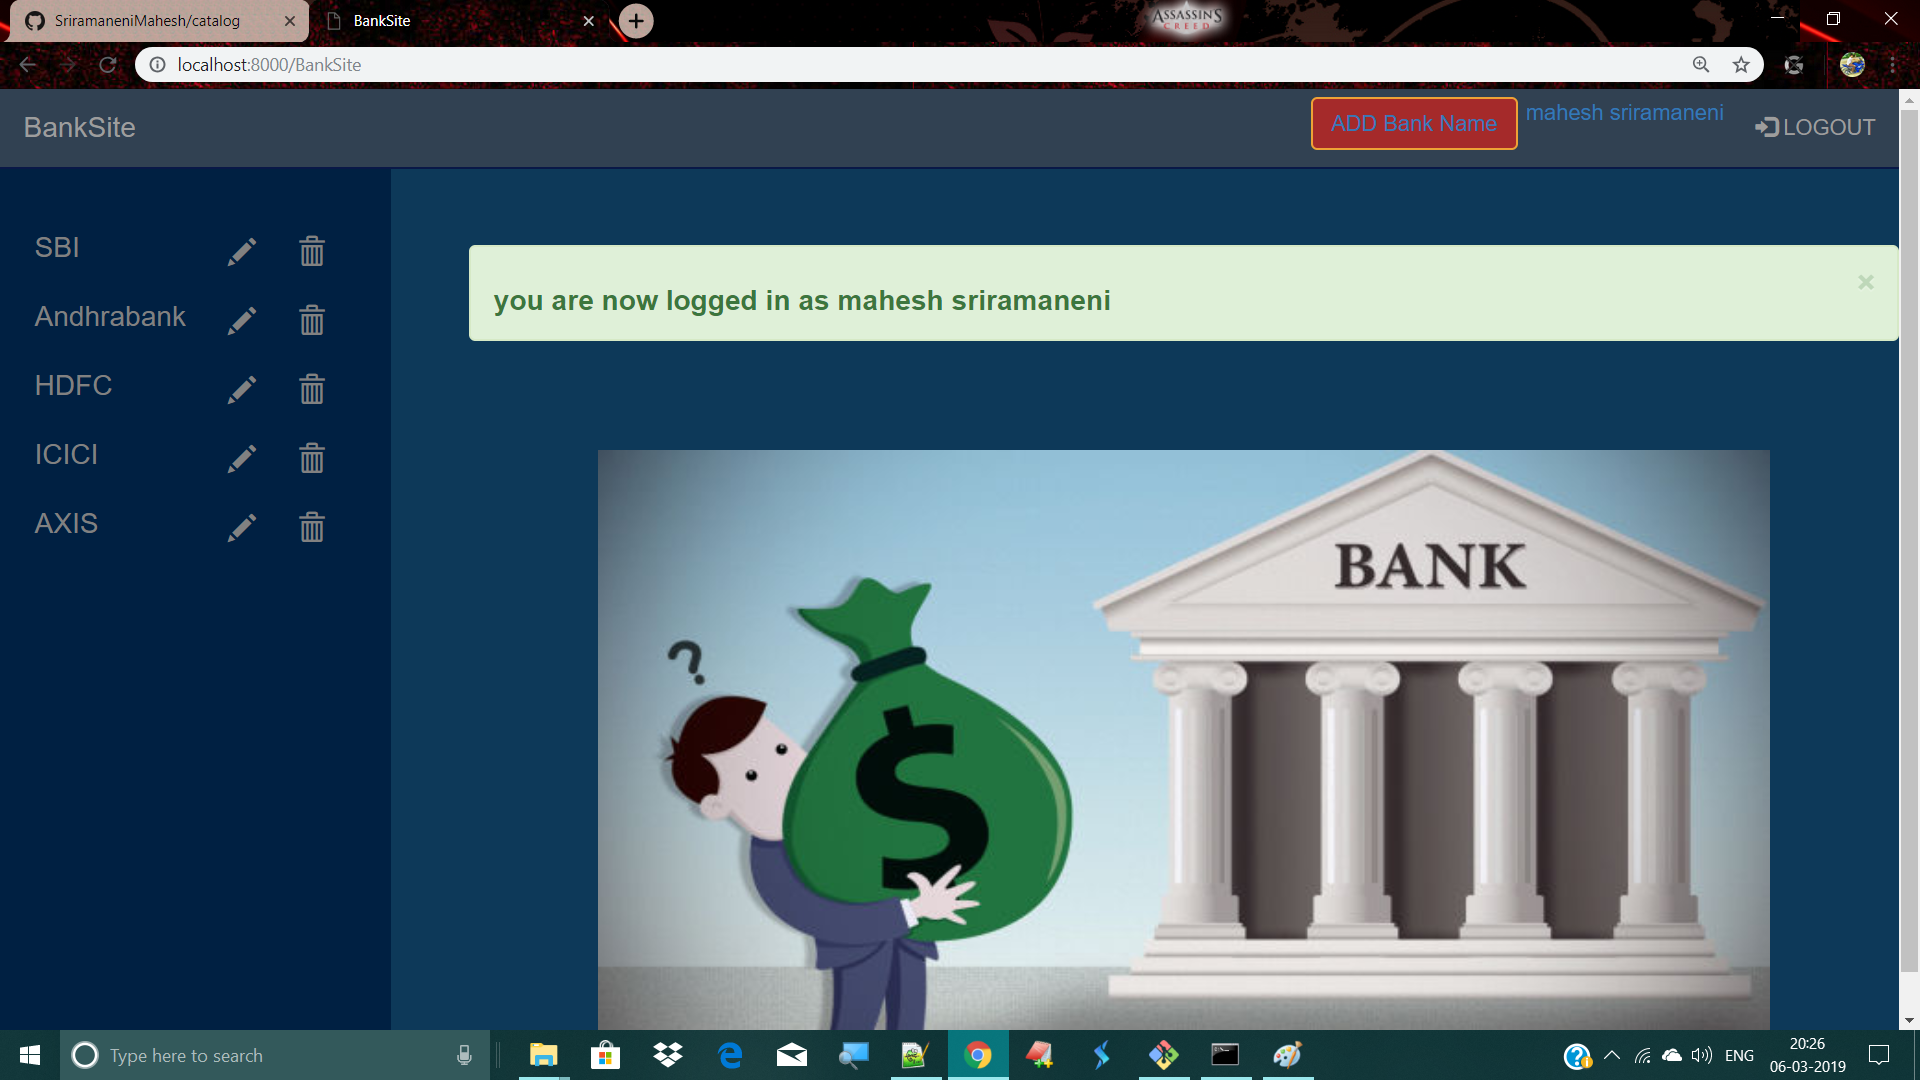 SriramaneniMahesh/catalog
BankSite
ASSASSIN'S
CREED
localhost:8000/BankSite
BankSite
ADD Bank Name
mahesh sriramaneni
LOGOUT
SBI
Andhrabank
HDFC
ICICI
AXIS
you are now logged in as mahesh sriramaneni
×
?
BANK
$
Type here to search
ENG
20:26
06-03-2019